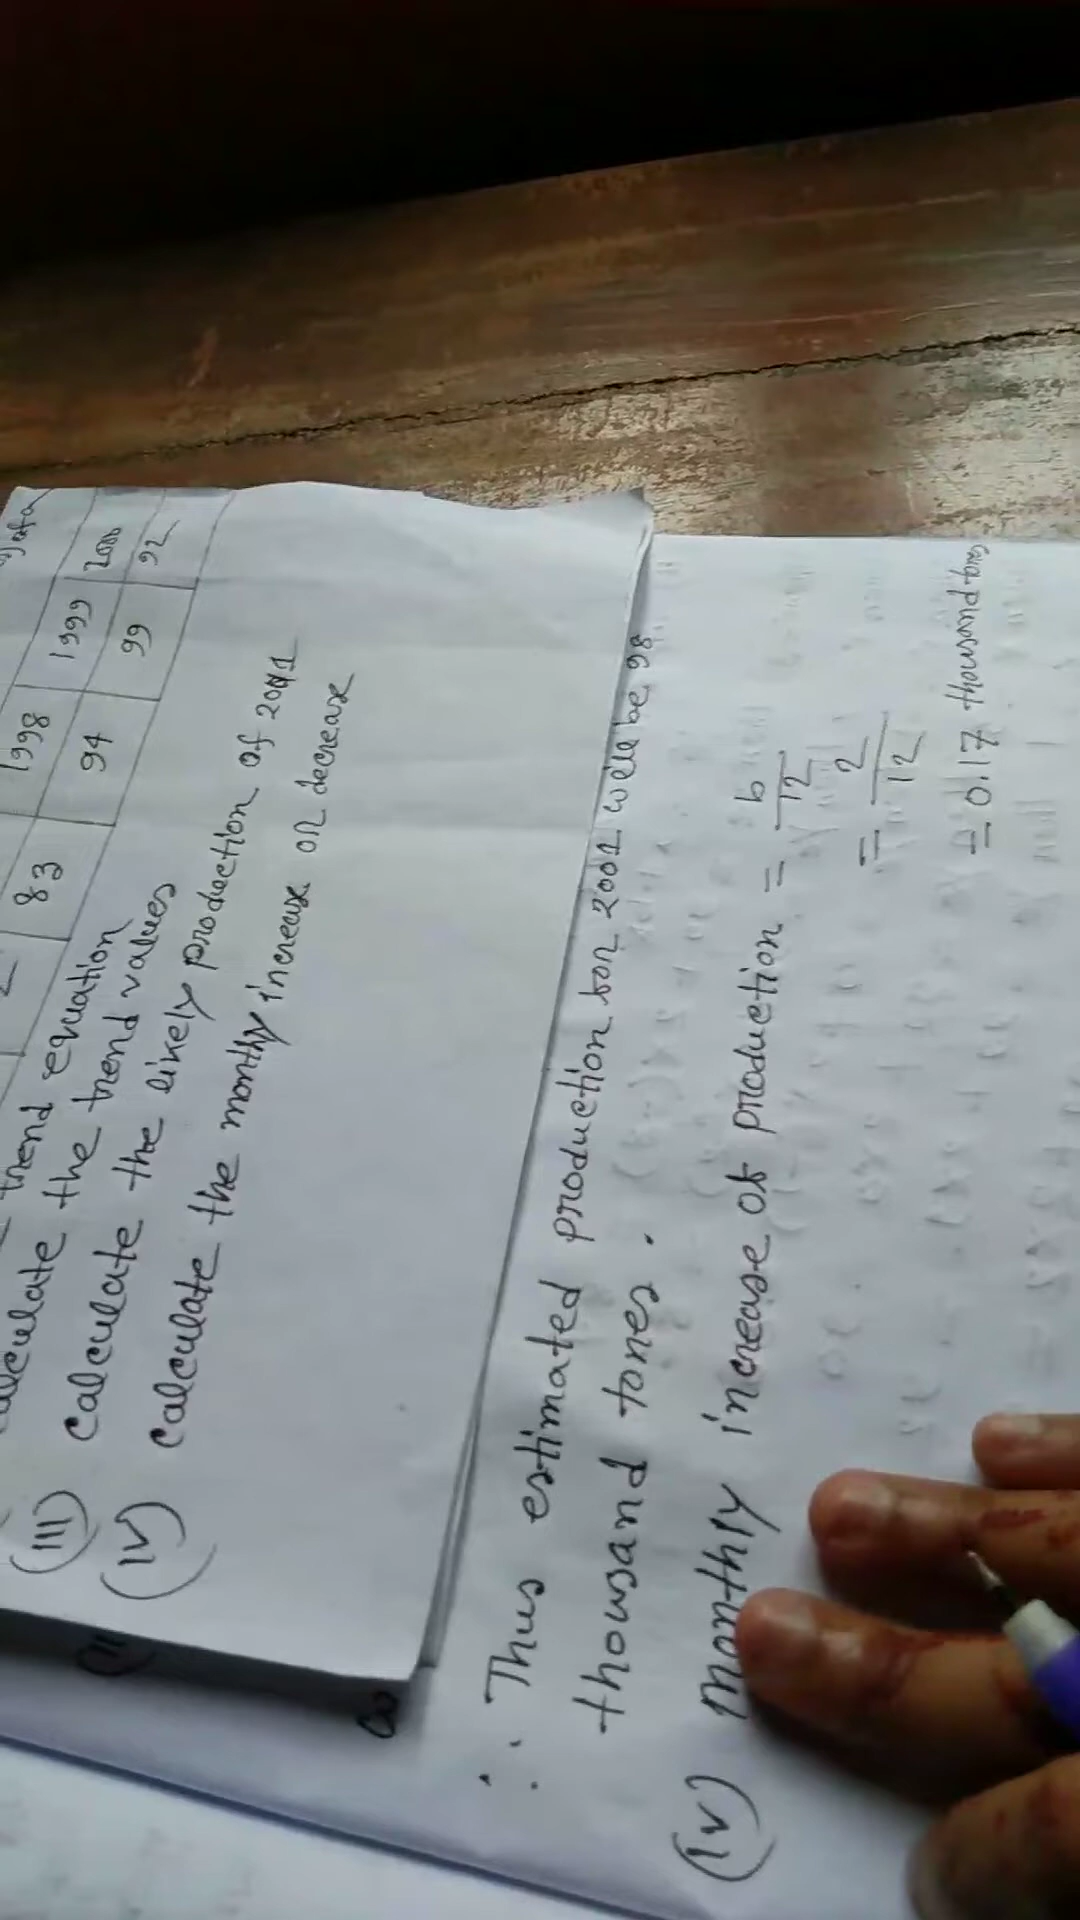 data
1998 1999 2000
83 94 99 92
trend equation
calculate the trend values
(III) calculate the likely production of 2001
(IV) calculate the monthly increase or decrease
∴ Thus estimated production for 2001 will be 98
thousand tones.
(IV) Monthly increase of production = b/12
= 2/12
= 0.17 thousand tones